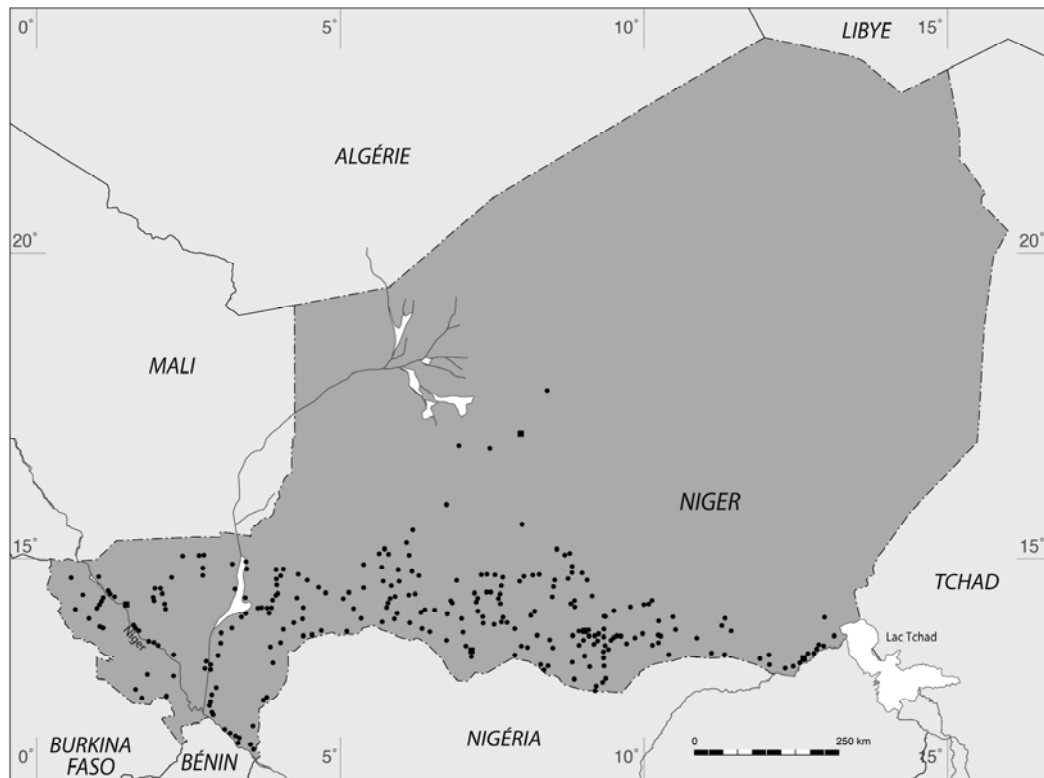 0° 5° 10° 15°
LIBYE
ALGÉRIE
20° 20°
MALI
NIGER
15° 15°
TCHAD
Niger
Lac Tchad
NIGÉRIA
0 250 km
0° 5° 10° 15°
BURKINA
FASO
BÉNIN